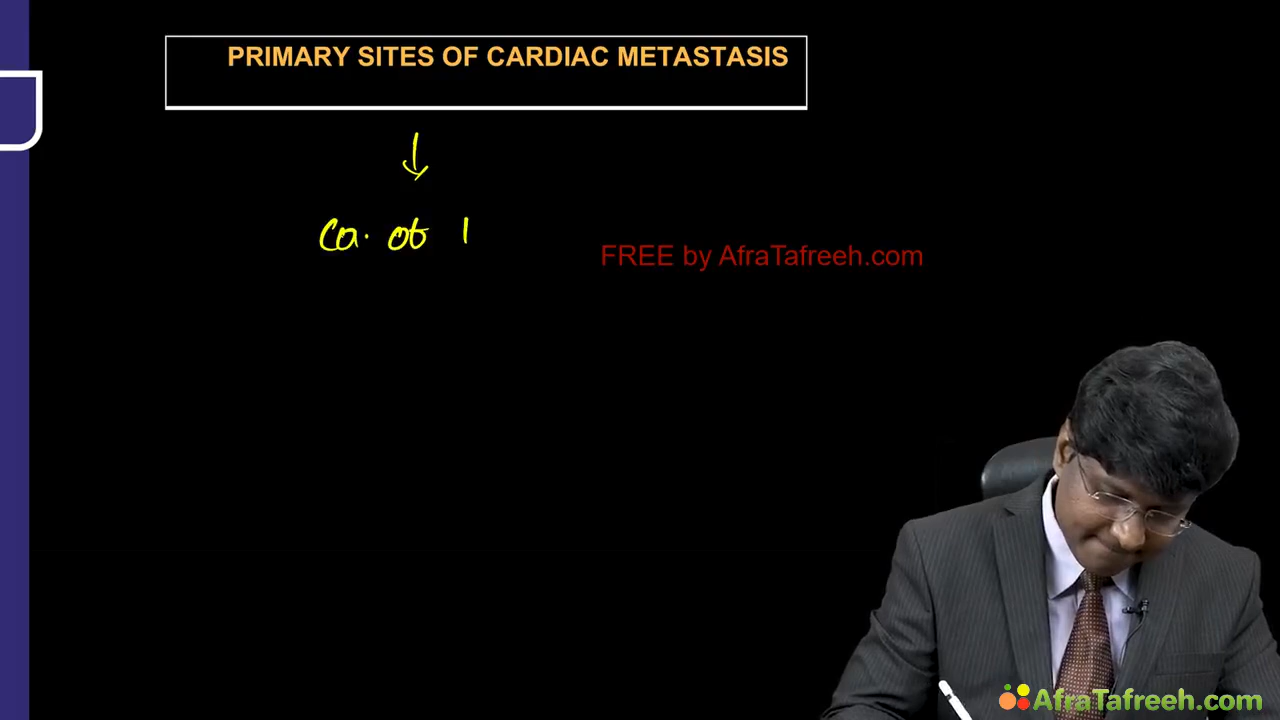 PRIMARY SITES OF CARDIAC METASTASIS
Ca. of l
FREE by AfraTafreeh.com
AfraTafreeh.com